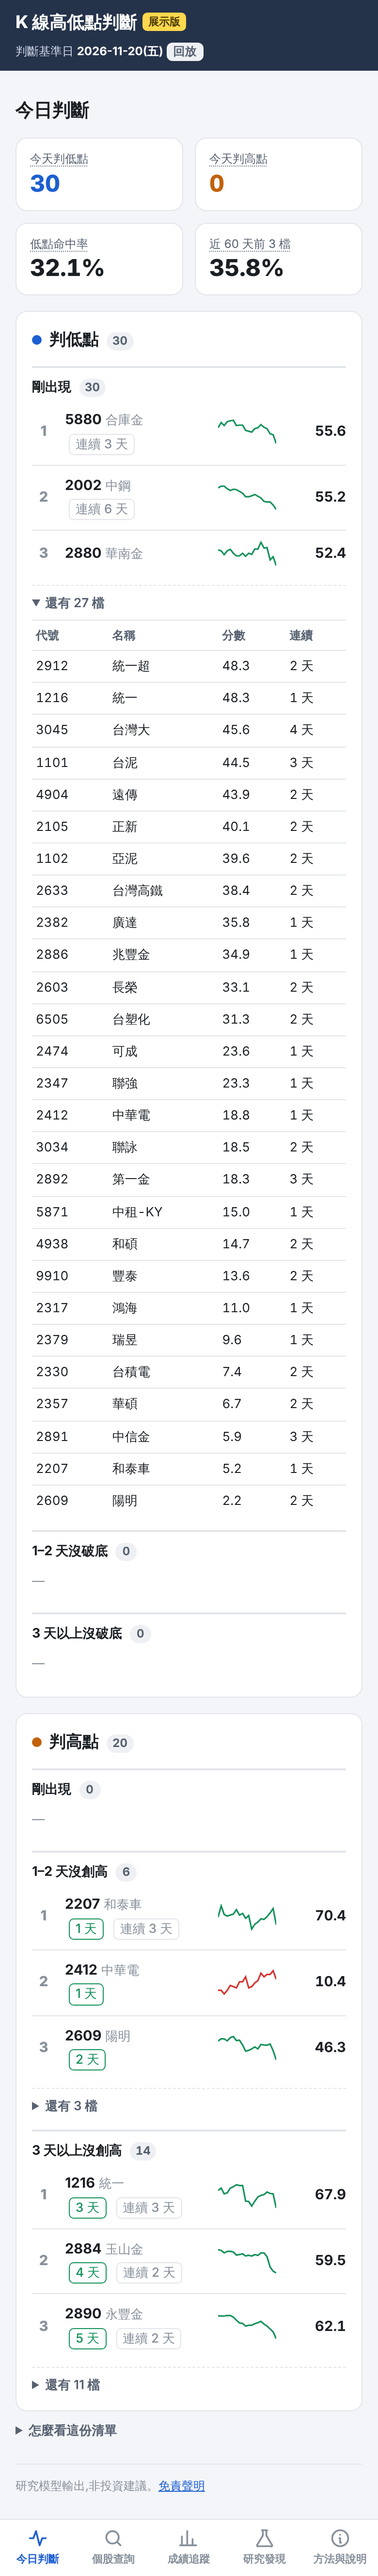 K 線高低點判斷 展示版
判斷基準日 2026-11-20(五) 回放
今日判斷
今天判低點
30
今天判高點
0
低點命中率
32.1%
近 60 天前 3 檔
35.8%
判低點 30
剛出現 30
1 5880 合庫金 55.6
連續 3 天
2 2002 中鋼 55.2
連續 6 天
3 2880 華南金 52.4
▼ 還有 27 檔
代號 名稱 分數 連續
2912 統一超 48.3 2 天
1216 統一 48.3 1 天
3045 台灣大 45.6 4 天
1101 台泥 44.5 3 天
4904 遠傳 43.9 2 天
2105 正新 40.1 2 天
1102 亞泥 39.6 2 天
2633 台灣高鐵 38.4 2 天
2382 廣達 35.8 1 天
2886 兆豐金 34.9 1 天
2603 長榮 33.1 2 天
6505 台塑化 31.3 2 天
2474 可成 23.6 1 天
2347 聯強 23.3 1 天
2412 中華電 18.8 1 天
3034 聯詠 18.5 2 天
2892 第一金 18.3 3 天
5871 中租-KY 15.0 1 天
4938 和碩 14.7 2 天
9910 豐泰 13.6 2 天
2317 鴻海 11.0 1 天
2379 瑞昱 9.6 1 天
2330 台積電 7.4 2 天
2357 華碩 6.7 2 天
2891 中信金 5.9 3 天
2207 和泰車 5.2 1 天
2609 陽明 2.2 2 天
1–2 天沒破底 0
—
3 天以上沒破底 0
—
判高點 20
剛出現 0
—
1–2 天沒創高 6
1 2207 和泰車 70.4
1 天 連續 3 天
2 2412 中華電 10.4
1 天
3 2609 陽明 46.3
2 天
▶ 還有 3 檔
3 天以上沒創高 14
1 1216 統一 67.9
3 天 連續 3 天
2 2884 玉山金 59.5
4 天 連續 2 天
3 2890 永豐金 62.1
5 天 連續 2 天
▶ 還有 11 檔
▶ 怎麼看這份清單
研究模型輸出,非投資建議。免責聲明
今日判斷 個股查詢 成績追蹤 研究發現 方法與說明